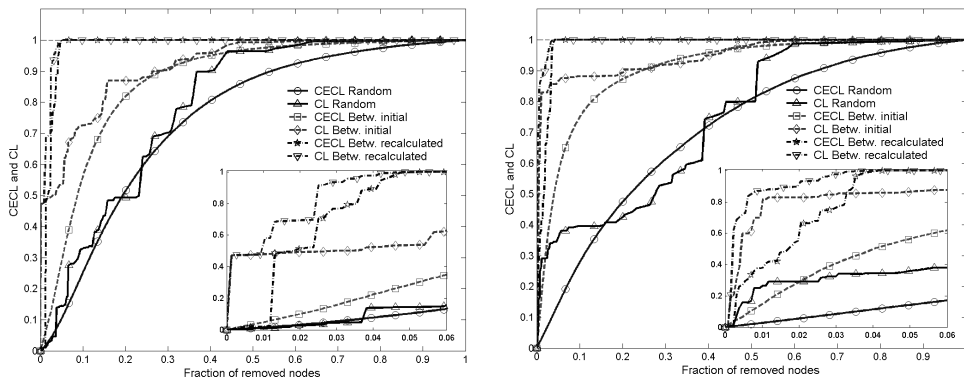 CECL and CL
1
0.9
0.8
0.7
0.6
0.5
0.4
0.3
0.2
0.1
0
0 0.1 0.2 0.3 0.4 0.5 0.6 0.7 0.8 0.9 1
Fraction of removed nodes
CECL Random
CL Random
CECL Betw. initial
CL Betw. initial
CECL Betw. recalculated
CL Betw. recalculated
1
0.8
0.6
0.4
0.2
0
0 0.01 0.02 0.03 0.04 0.05 0.06
CECL and CL
1
0.9
0.8
0.7
0.6
0.5
0.4
0.3
0.2
0.1
0
0 0.1 0.2 0.3 0.4 0.5 0.6 0.7 0.8 0.9
Fraction of removed nodes
CECL Random
CL Random
CECL Betw. initial
CL Betw. initial
CECL Betw. recalculated
CL Betw. recalculated
1
0.8
0.6
0.4
0.2
0
0 0.01 0.02 0.03 0.04 0.05 0.06